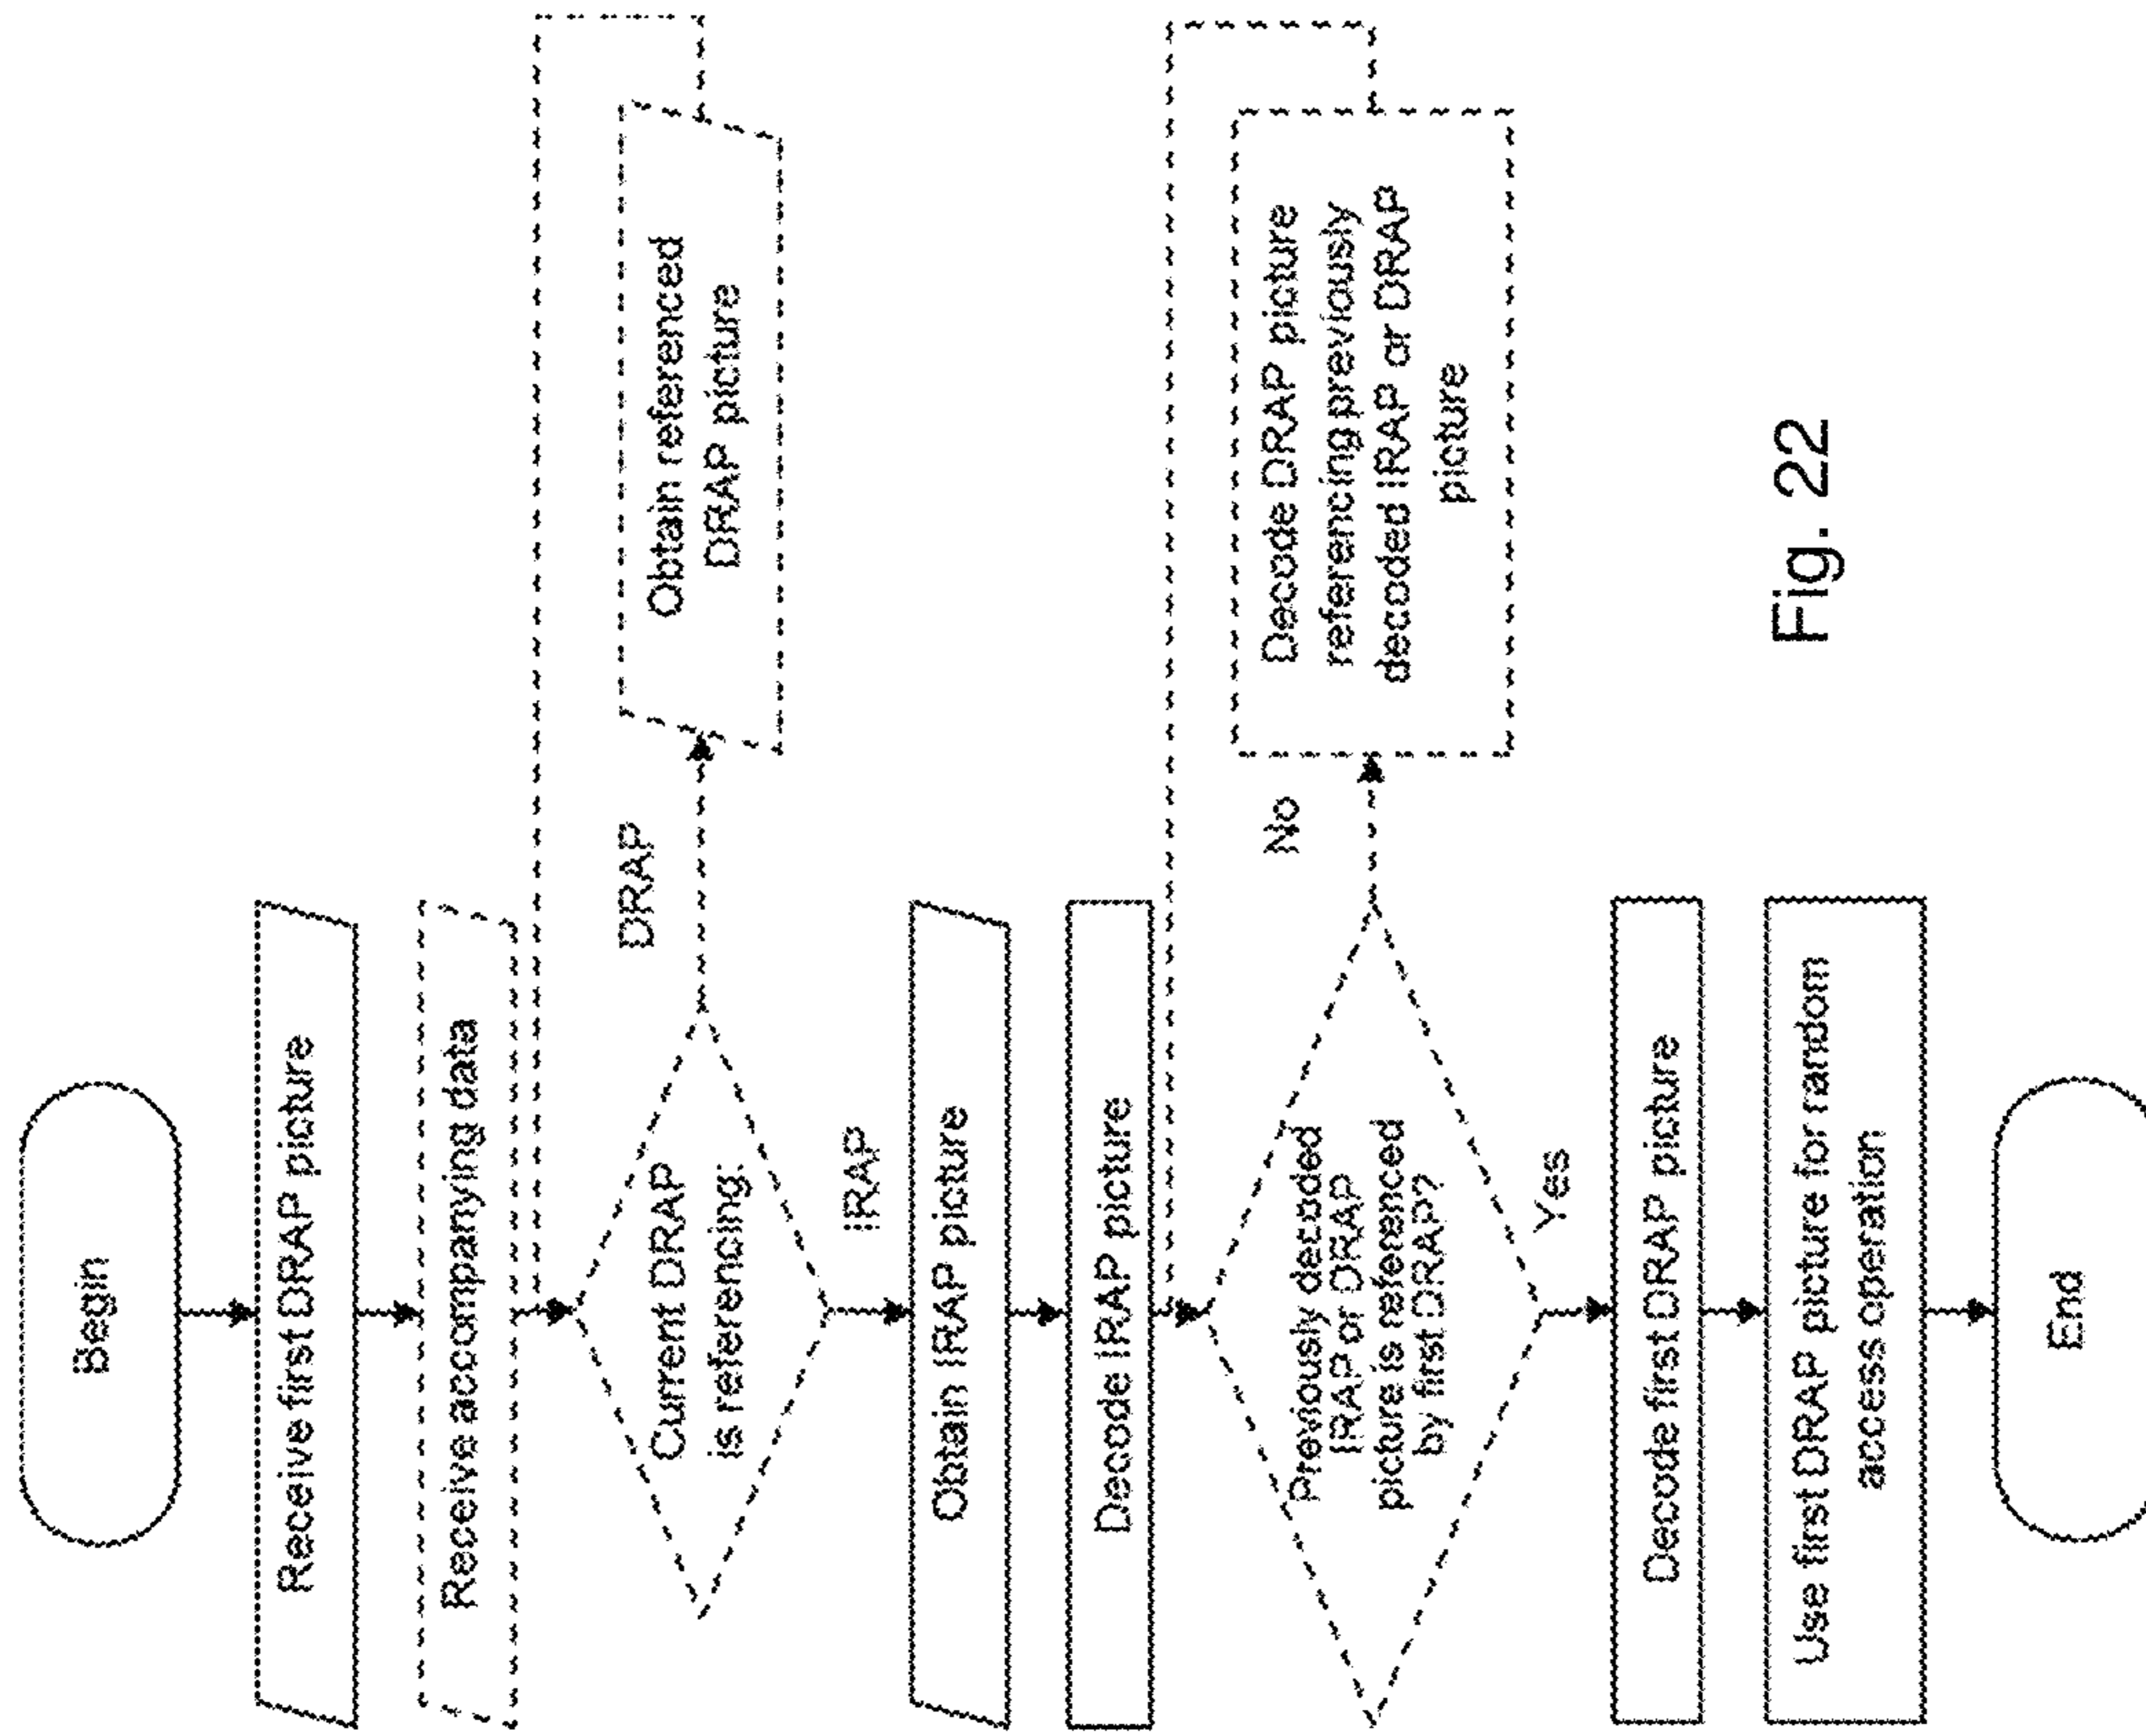 Begin
Receive first DRAP picture
Receive accompanying data
Current DRAP
is referencing:
DRAP
Obtain referenced
DRAP picture
IRAP
Obtain IRAP picture
Decode IRAP picture
Previously decoded
IRAP or DRAP
picture is referenced
by first DRAP?
No
Decode DRAP picture
referencing previously
decoded IRAP or DRAP
picture
Yes
Decode first DRAP picture
Use first DRAP picture for random
access operation
End
Fig. 22